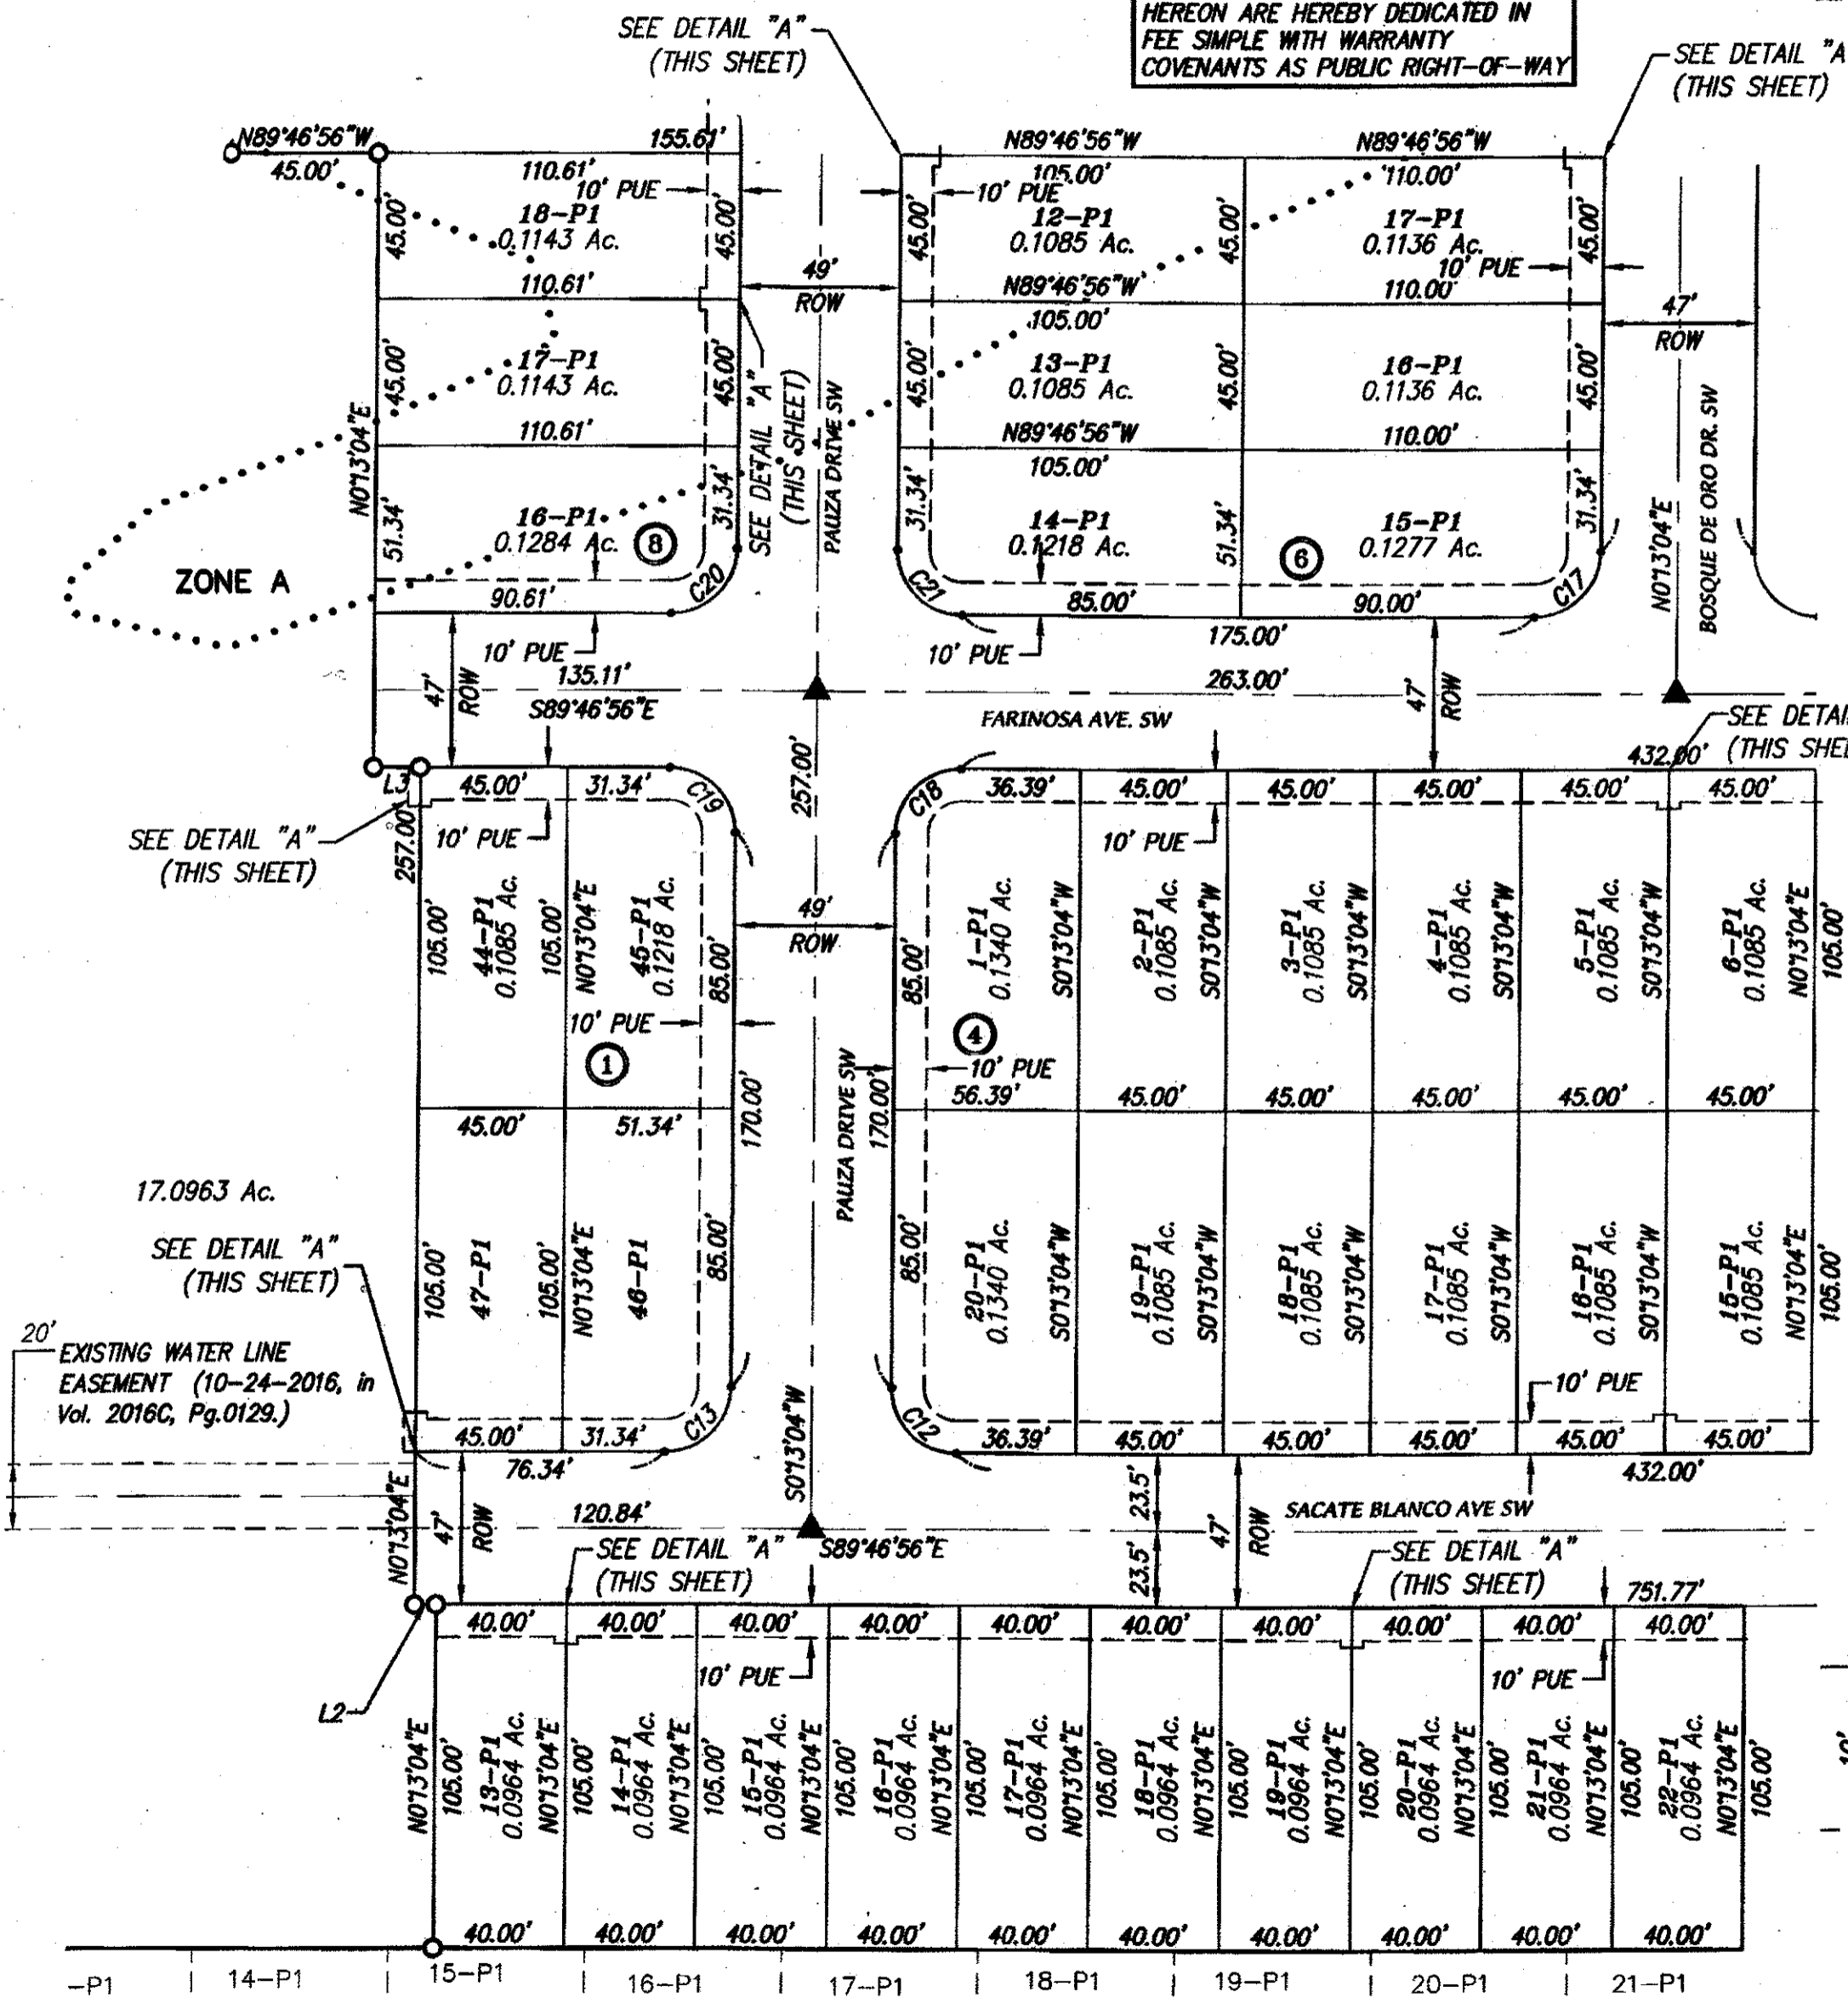 HEREON ARE HEREBY DEDICATED IN
FEE SIMPLE WITH WARRANTY
COVENANTS AS PUBLIC RIGHT-OF-WAY
SEE DETAIL "A"
(THIS SHEET)
SEE DETAIL "A
(THIS SHEET)
N89°46'56"W
155.61'
N89°46'56"W
N89°46'56"W
45.00'
110.61'
105.00'
110.00'
10' PUE
10' PUE
45.00'
18-P1
0.1143 Ac.
45.00'
45.00'
12-P1
0.1085 Ac.
45.00'
17-P1
0.1136 Ac.
45.00'
10' PUE
49'
ROW
110.61'
N89°46'56"W
110.00'
47'
ROW
105.00'
45.00'
17-P1
0.1143 Ac.
45.00'
45.00'
13-P1
0.1085 Ac.
45.00'
16-P1
0.1136 Ac.
45.00'
SEE DETAIL "A"
(THIS SHEET)
PAUZA DRIVE SW
BOSQUE DE ORO DR. SW
N0°13'04"E
N0°13'04"E
110.61'
N89°46'56"W
110.00'
105.00'
51.34'
16-P1
0.1284 Ac.
8
31.34'
31.34'
14-P1
0.1218 Ac.
51.34'
6
15-P1
0.1277 Ac.
31.34'
ZONE A
90.61'
C20
C21
85.00'
90.00'
C17
175.00'
10' PUE
10' PUE
47'
ROW
135.11'
263.00'
47'
ROW
S89°46'56"E
FARINOSA AVE. SW
SEE DETAI
(THIS SHE
432.00'
257.00'
L3
45.00'
31.34'
C19
C18
36.39'
45.00'
45.00'
45.00'
45.00'
45.00'
SEE DETAIL "A"
(THIS SHEET)
257.00'
10' PUE
10' PUE
105.00'
44-P1
0.1085 Ac.
105.00'
N0°13'04"E
45-P1
0.1218 Ac.
85.00'
49'
ROW
85.00'
1-P1
0.1340 Ac.
S0°13'04"W
2-P1
0.1085 Ac.
S0°13'04"W
3-P1
0.1085 Ac.
S0°13'04"W
4-P1
0.1085 Ac.
S0°13'04"W
5-P1
0.1085 Ac.
S0°13'04"W
6-P1
0.1085 Ac.
N0°13'04"E
105.00'
10' PUE
1
4
10' PUE
56.39'
45.00'
45.00'
45.00'
45.00'
45.00'
45.00'
51.34'
170.00'
PAUZA DRIVE SW
170.00'
17.0963 Ac.
SEE DETAIL "A"
(THIS SHEET)
105.00'
47-P1
105.00'
N0°13'04"E
46-P1
85.00'
85.00'
20-P1
0.1340 Ac.
S0°13'04"W
19-P1
0.1085 Ac.
S0°13'04"W
18-P1
0.1085 Ac.
S0°13'04"W
17-P1
0.1085 Ac.
S0°13'04"W
16-P1
0.1085 Ac.
S0°13'04"W
15-P1
0.1085 Ac.
N0°13'04"E
105.00'
20'
EXISTING WATER LINE
EASEMENT (10-24-2016, in
Vol. 2016C, Pg.0129.)
10' PUE
45.00'
31.34'
C13
C12
36.39'
45.00'
45.00'
45.00'
45.00'
45.00'
76.34'
432.00'
S0°13'04"W
N0°13'04"E
47'
ROW
120.84'
23.5'
23.5'
47'
ROW
SACATE BLANCO AVE SW
SEE DETAIL "A"
(THIS SHEET)
S89°46'56"E
SEE DETAIL "A"
(THIS SHEET)
751.77'
40.00'
40.00'
40.00'
40.00'
40.00'
40.00'
40.00'
40.00'
40.00'
40.00'
10' PUE
10' PUE
L2
N0°13'04"E
105.00'
13-P1
0.0964 Ac.
N0°13'04"E
105.00'
14-P1
0.0964 Ac.
N0°13'04"E
105.00'
15-P1
0.0964 Ac.
N0°13'04"E
105.00'
16-P1
0.0964 Ac.
N0°13'04"E
105.00'
17-P1
0.0964 Ac.
N0°13'04"E
105.00'
18-P1
0.0964 Ac.
N0°13'04"E
105.00'
19-P1
0.0964 Ac.
N0°13'04"E
105.00'
20-P1
0.0964 Ac.
N0°13'04"E
105.00'
21-P1
0.0964 Ac.
N0°13'04"E
105.00'
22-P1
0.0964 Ac.
N0°13'04"E
105.00'
40.00'
40.00'
40.00'
40.00'
40.00'
40.00'
40.00'
40.00'
40.00'
40.00'
-P1
14-P1
15-P1
16-P1
17-P1
18-P1
19-P1
20-P1
21-P1